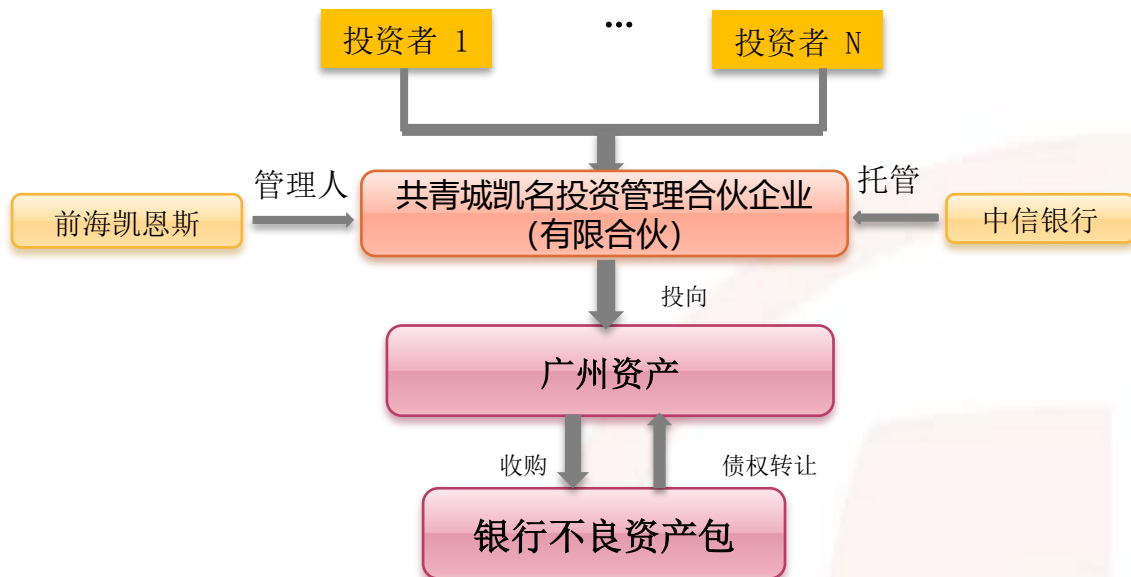 投资者 1
...
投资者 N
管理人
共青城凯名投资管理合伙企业
（有限合伙）
托管
前海凯恩斯
中信银行
投向
广州资产
收购
债权转让
银行不良资产包